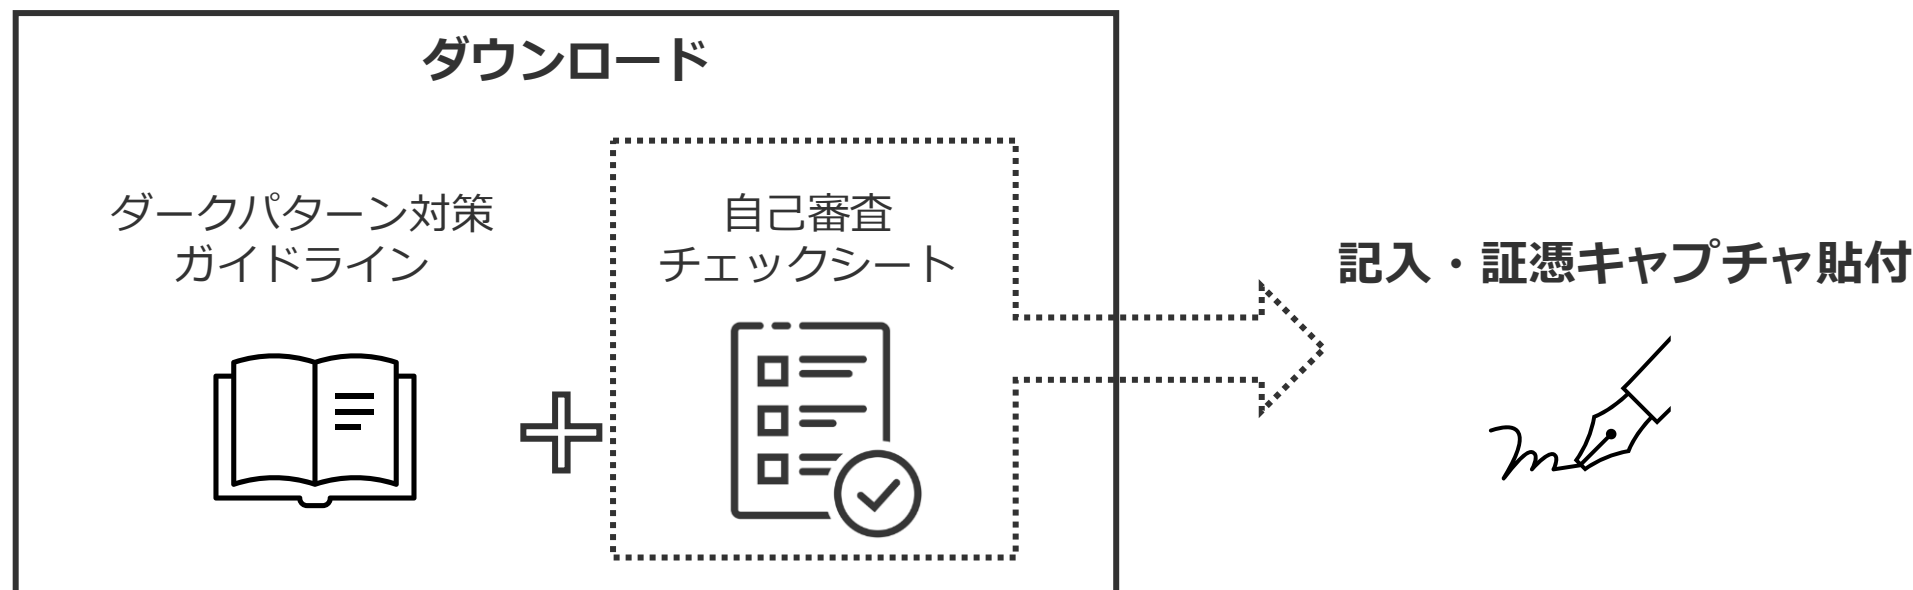 ダウンロード
ダークパターン対策
ガイドライン
自己審査
チェックシート
記入・証憑キャプチャ貼付